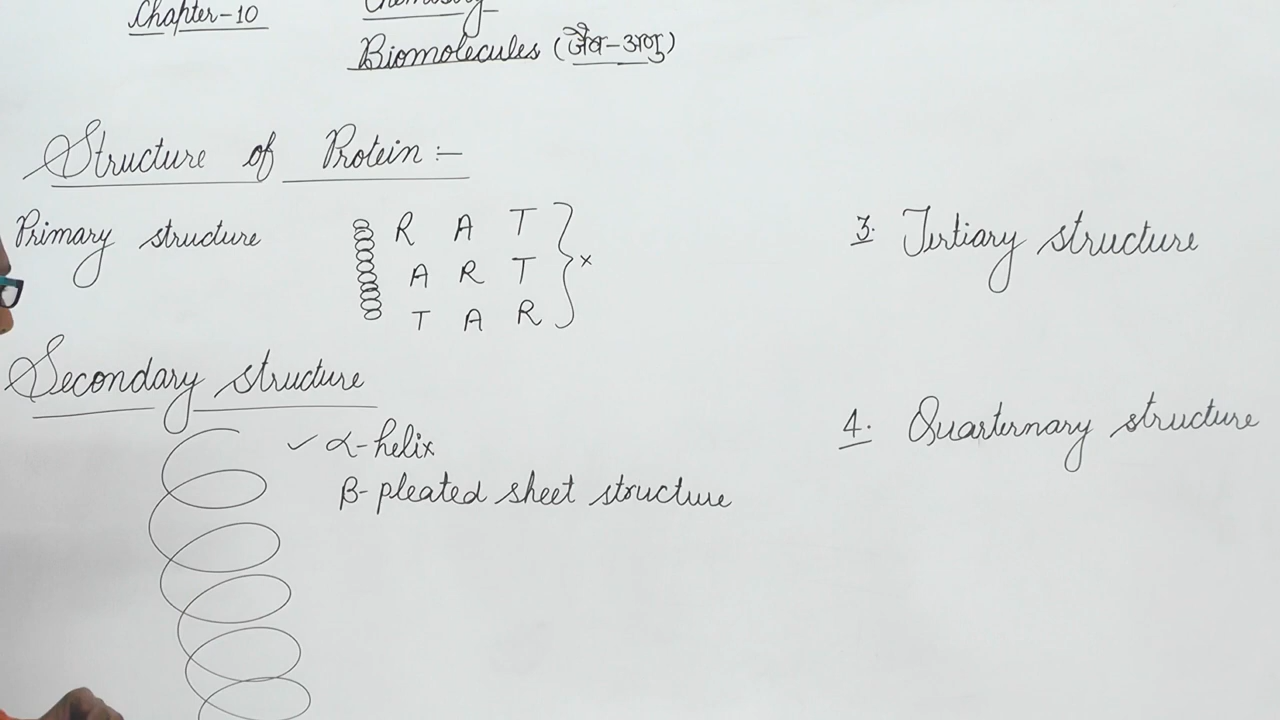 Chapter-10
Chemistry
Biomolecules (जैव-अणु)
Structure of Protein :-
Primary structure
R A T
A R T
T A R
} x
Secondary structure
✓ α-helix
β-pleated sheet structure
3. Tertiary structure
4. Quarternary structure